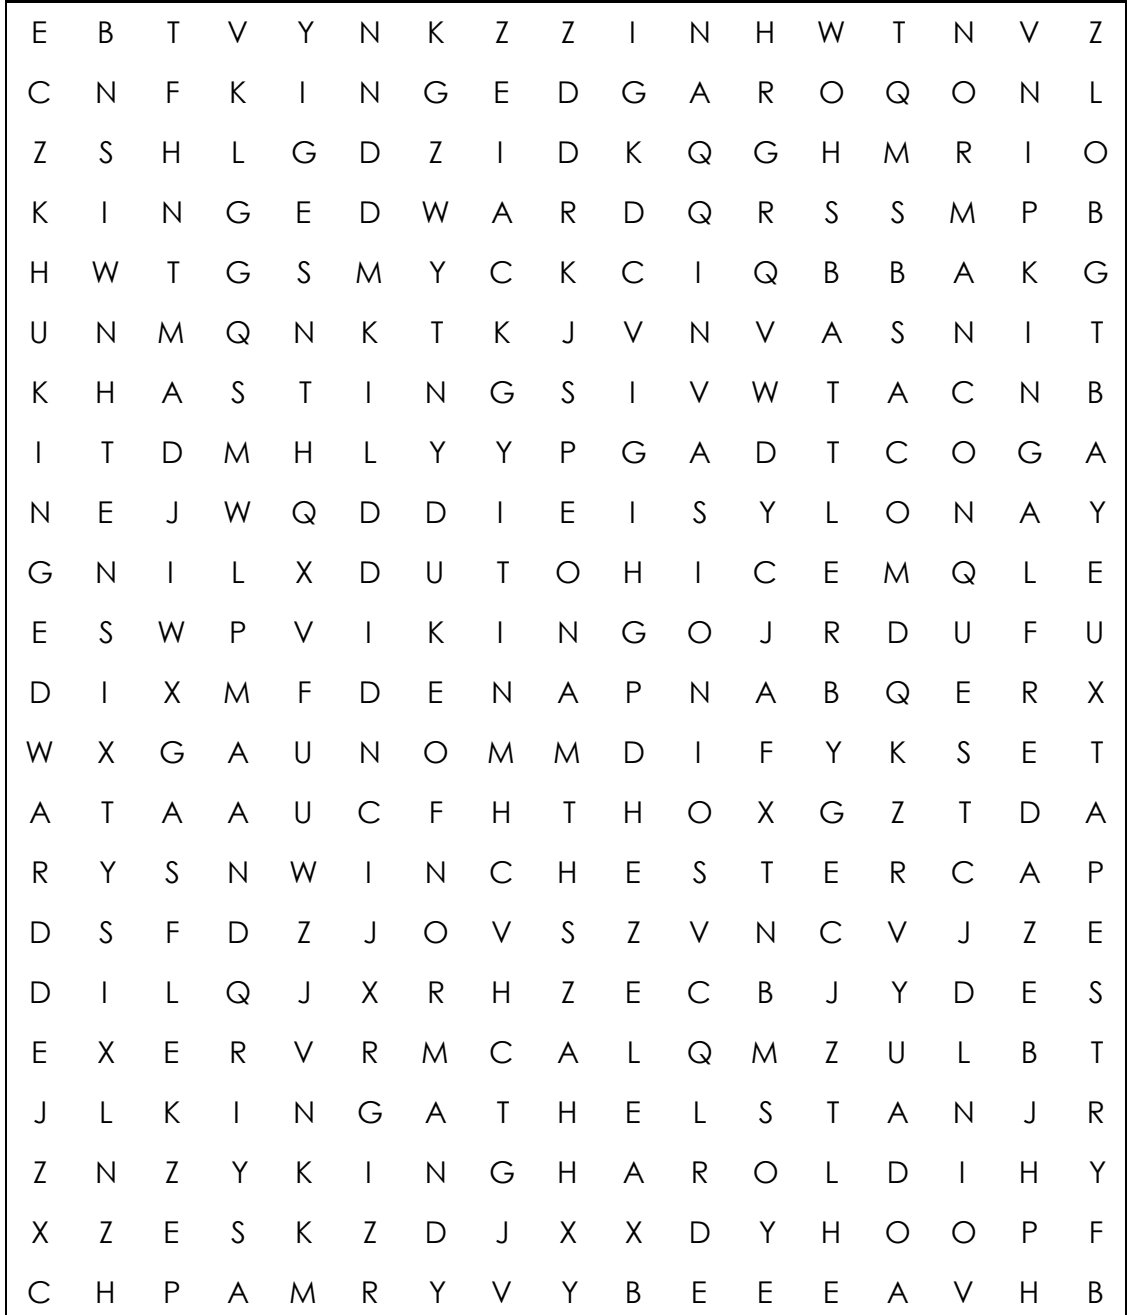 E B T V Y N K Z Z I N H W T N V Z
C N F K I N G E D G A R O Q O N L
Z S H L G D Z I D K Q G H M R I O
K I N G E D W A R D Q R S S M P B
H W T G S M Y C K C I Q B B A K G
U N M Q N K T K J V N V A S N I T
K H A S T I N G S I V W T A C N B
I T D M H L Y Y P G A D T C O G A
N E J W Q D D I E I S Y L O N A Y
G N I L X D U T O H I C E M Q L E
E S W P V I K I N G O J R D U F U
D I X M F D E N A P N A B Q E R X
W X G A U N O M M D I F Y K S E T
A T A A U C F H T H O X G Z T D A
R Y S N W I N C H E S T E R C A P
D S F D Z J O V S Z V N C V J Z E
D I L Q J X R H Z E C B J Y D E S
E X E R V R M C A L Q M Z U L B T
J L K I N G A T H E L S T A N J R
Z N Z Y K I N G H A R O L D I H Y
X Z E S K Z D J X X D Y H O O P F
C H P A M R Y V Y B E E E A V H B